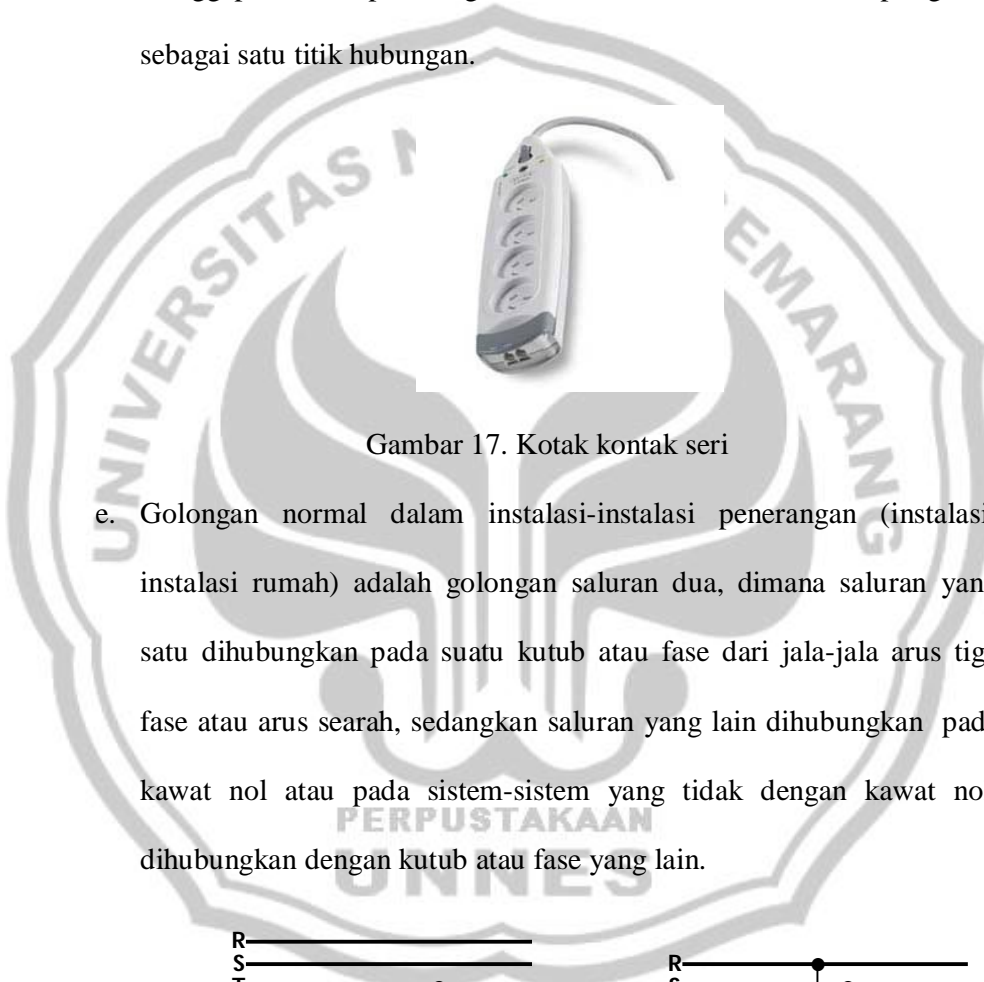 sebagai satu titik hubungan.
UNIVERSITAS N
SEMARANG
Gambar 17. Kotak kontak seri
e. Golongan normal dalam instalasi-instalasi penerangan (instalasi
instalasi rumah) adalah golongan saluran dua, dimana saluran yan
satu dihubungkan pada suatu kutub atau fase dari jala-jala arus tig
fase atau arus searah, sedangkan saluran yang lain dihubungkan pad
kawat nol atau pada sistem-sistem yang tidak dengan kawat no
PERPUSTAKAAN
dihubungkan dengan kutub atau fase yang lain.
UNNES
R
S
R